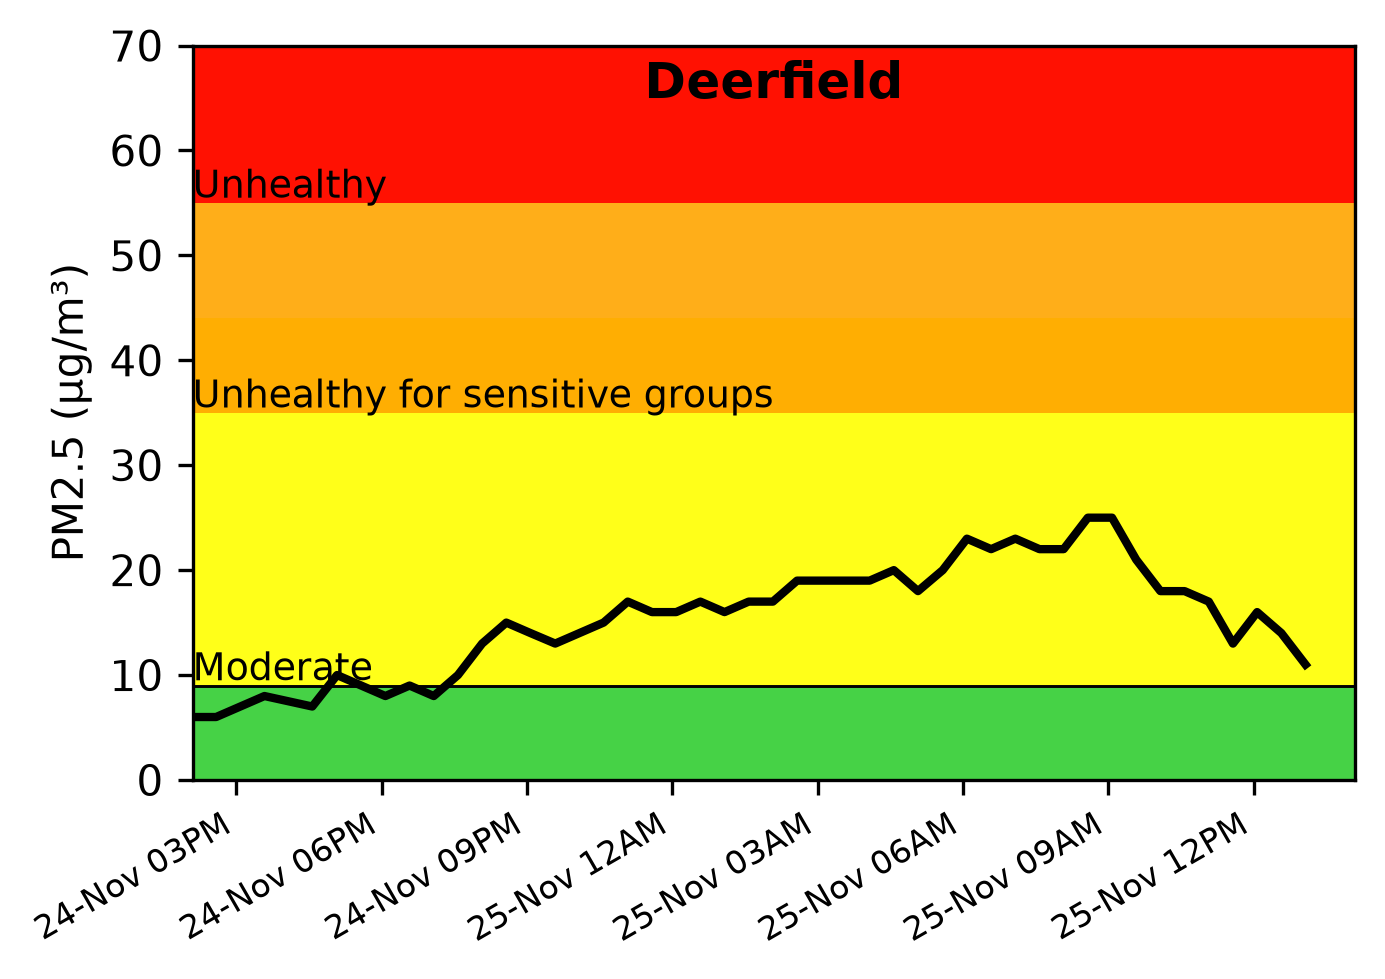 Deerfield
70
60
Unhealthy
50
40
Unhealthy for sensitive groups
30
20
Moderate
10
0
PM2.5 (µg/m³)
24-Nov 03PM
24-Nov 06PM
24-Nov 09PM
25-Nov 12AM
25-Nov 03AM
25-Nov 06AM
25-Nov 09AM
25-Nov 12PM